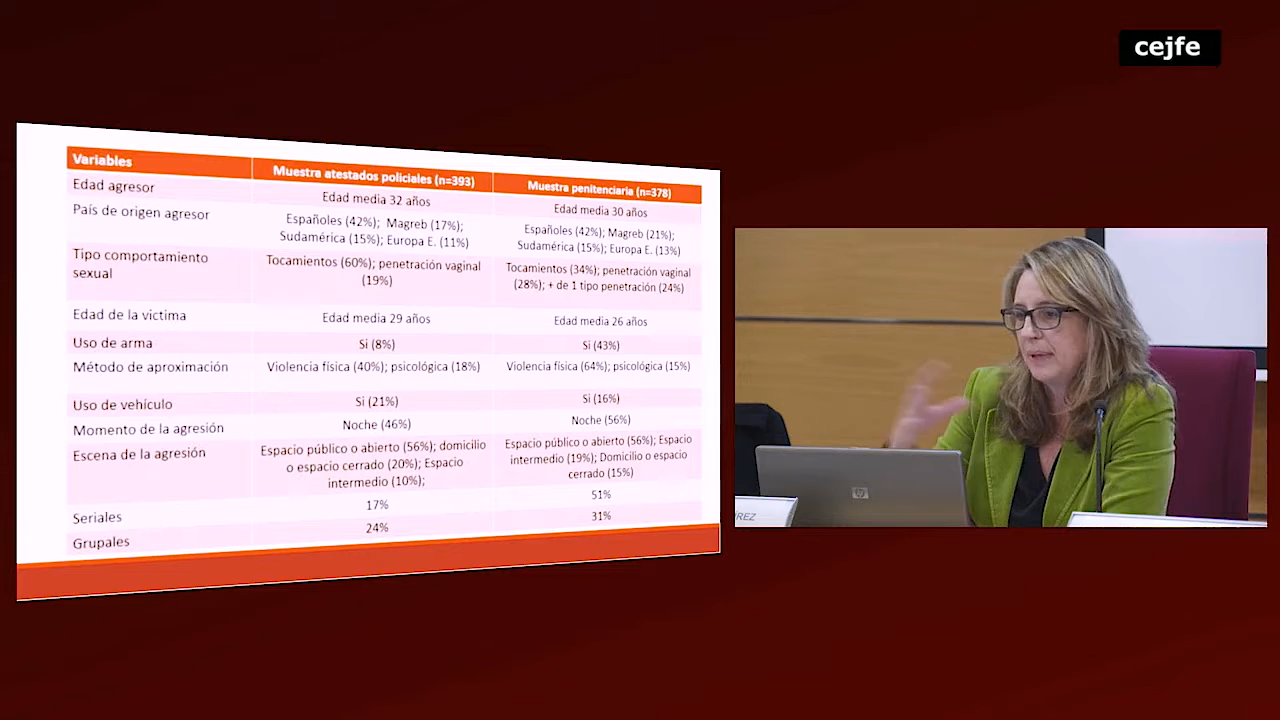 cejfe
Variables
Muestra atestados policiales (n=393)
Muestra penitenciaria (n=378)
Edad agresor
Edad media 32 años
Edad media 30 años
País de origen agresor
Españoles (42%); Magreb (17%);
Sudamérica (15%); Europa E. (11%)
Españoles (42%); Magreb (21%);
Sudamérica (15%); Europa E. (13%)
Tipo comportamiento
sexual
Tocamientos (60%); penetración vaginal
(19%)
Tocamientos (34%); penetración vaginal
(28%); + de 1 tipo penetración (24%)
Edad de la victima
Edad media 29 años
Edad media 26 años
Uso de arma
Si (8%)
Si (43%)
Método de aproximación
Violencia física (40%); psicológica (18%)
Violencia física (64%); psicológica (15%)
Uso de vehículo
Si (21%)
Si (16%)
Momento de la agresión
Noche (46%)
Noche (56%)
Escena de la agresión
Espacio público o abierto (56%); domicilio
o espacio cerrado (20%); Espacio
intermedio (10%);
Espacio público o abierto (56%); Espacio
intermedio (19%); Domicilio o espacio
cerrado (15%)
Seriales
17%
51%
Grupales
24%
31%
hp